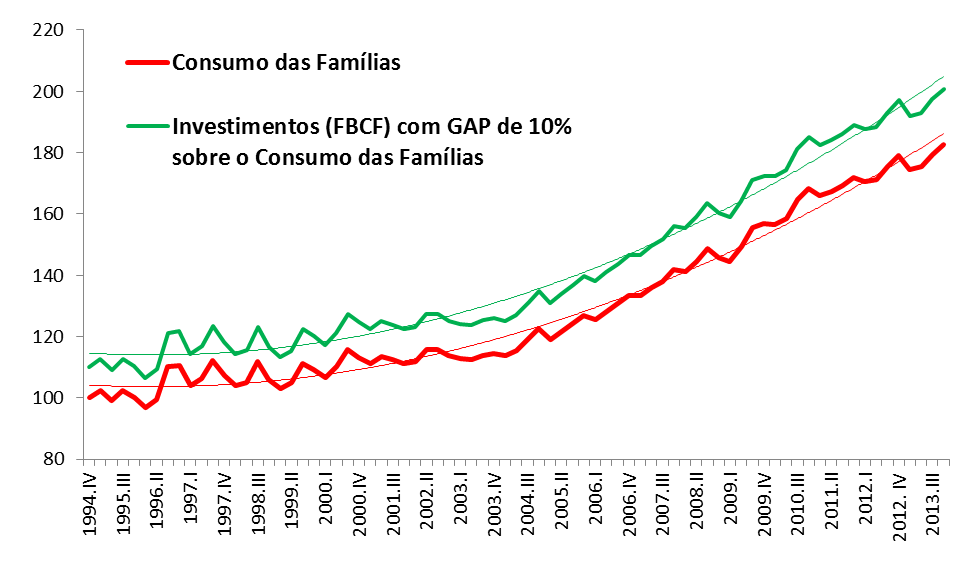 220
200
180
160
140
120
100
80
Consumo das Famílias
Investimentos (FBCF) com GAP de 10%
sobre o Consumo das Famílias
1994.IV
1995.III
1996.II
1997.I
1997.IV
1998.III
1999.II
2000.I
2000.IV
2001.III
2002.II
2003.I
2003.IV
2004.III
2005.II
2006.I
2006.IV
2007.III
2008.II
2009.I
2009.IV
2010.III
2011.II
2012.I
2012. IV
2013.III